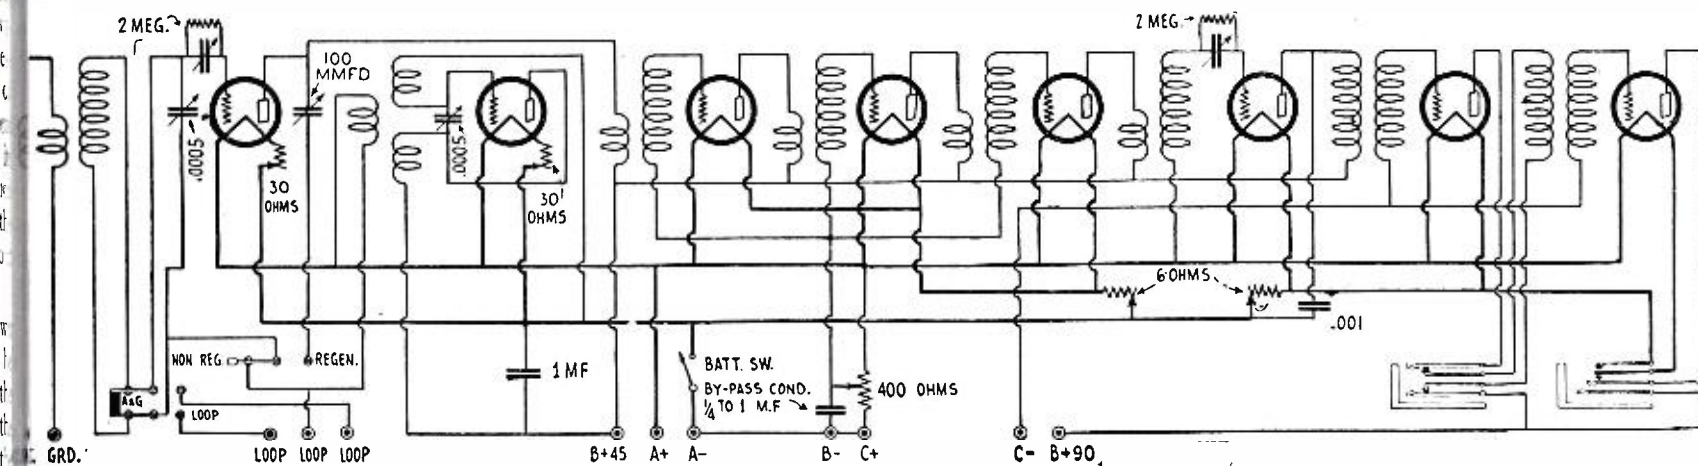 2 MEG.
.0005
30
OHMS
100
MMFD
.0005
30
OHMS
2 MEG.
6 OHMS
.001
NON REG.
REGEN.
A&G
LOOP
1 MF
BATT. SW.
BY-PASS COND.
1/4 TO 1 M.F
400 OHMS
GRD.
LOOP LOOP LOOP
B+45 A+ A- B- C+ C- B+90